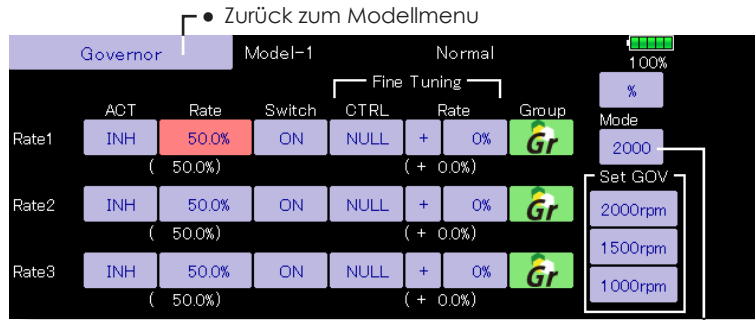 ● Zurück zum Modellmenu
Governor Model-1 Normal 100%
Fine Tuning %
ACT Rate Switch CTRL Rate Group Mode
Rate1 INH 50.0% ON NULL + 0% Gr 2000
( 50.0%) ( + 0.0%) Set GOV
Rate2 INH 50.0% ON NULL + 0% Gr 2000rpm
( 50.0%) ( + 0.0%) 1500rpm
Rate3 INH 50.0% ON NULL + 0% Gr 1000rpm
( 50.0%) ( + 0.0%)